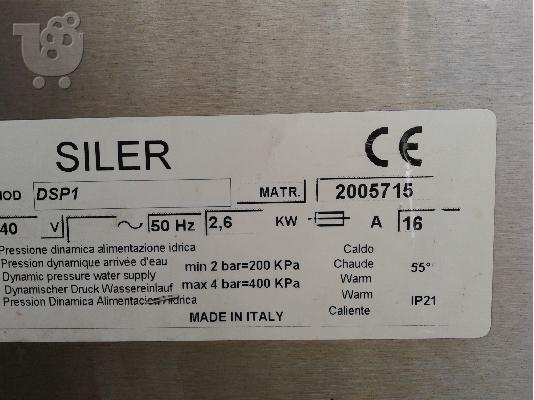 SILER
CE
MOD DSP1 MATR. 2005715
40 V ~ 50 Hz 2,6 KW A 16
Pressione dinamica alimentazione idrica
Pression dynamique arrivée d'eau
Dynamic pressure water supply
Dynamischer Druck Wassereinlauf
Pression Dinamica Alimentacion Hidrica
min 2 bar=200 KPa
max 4 bar=400 KPa
Caldo
Chaude
Warm
Warm
Caliente
55°
IP21
MADE IN ITALY